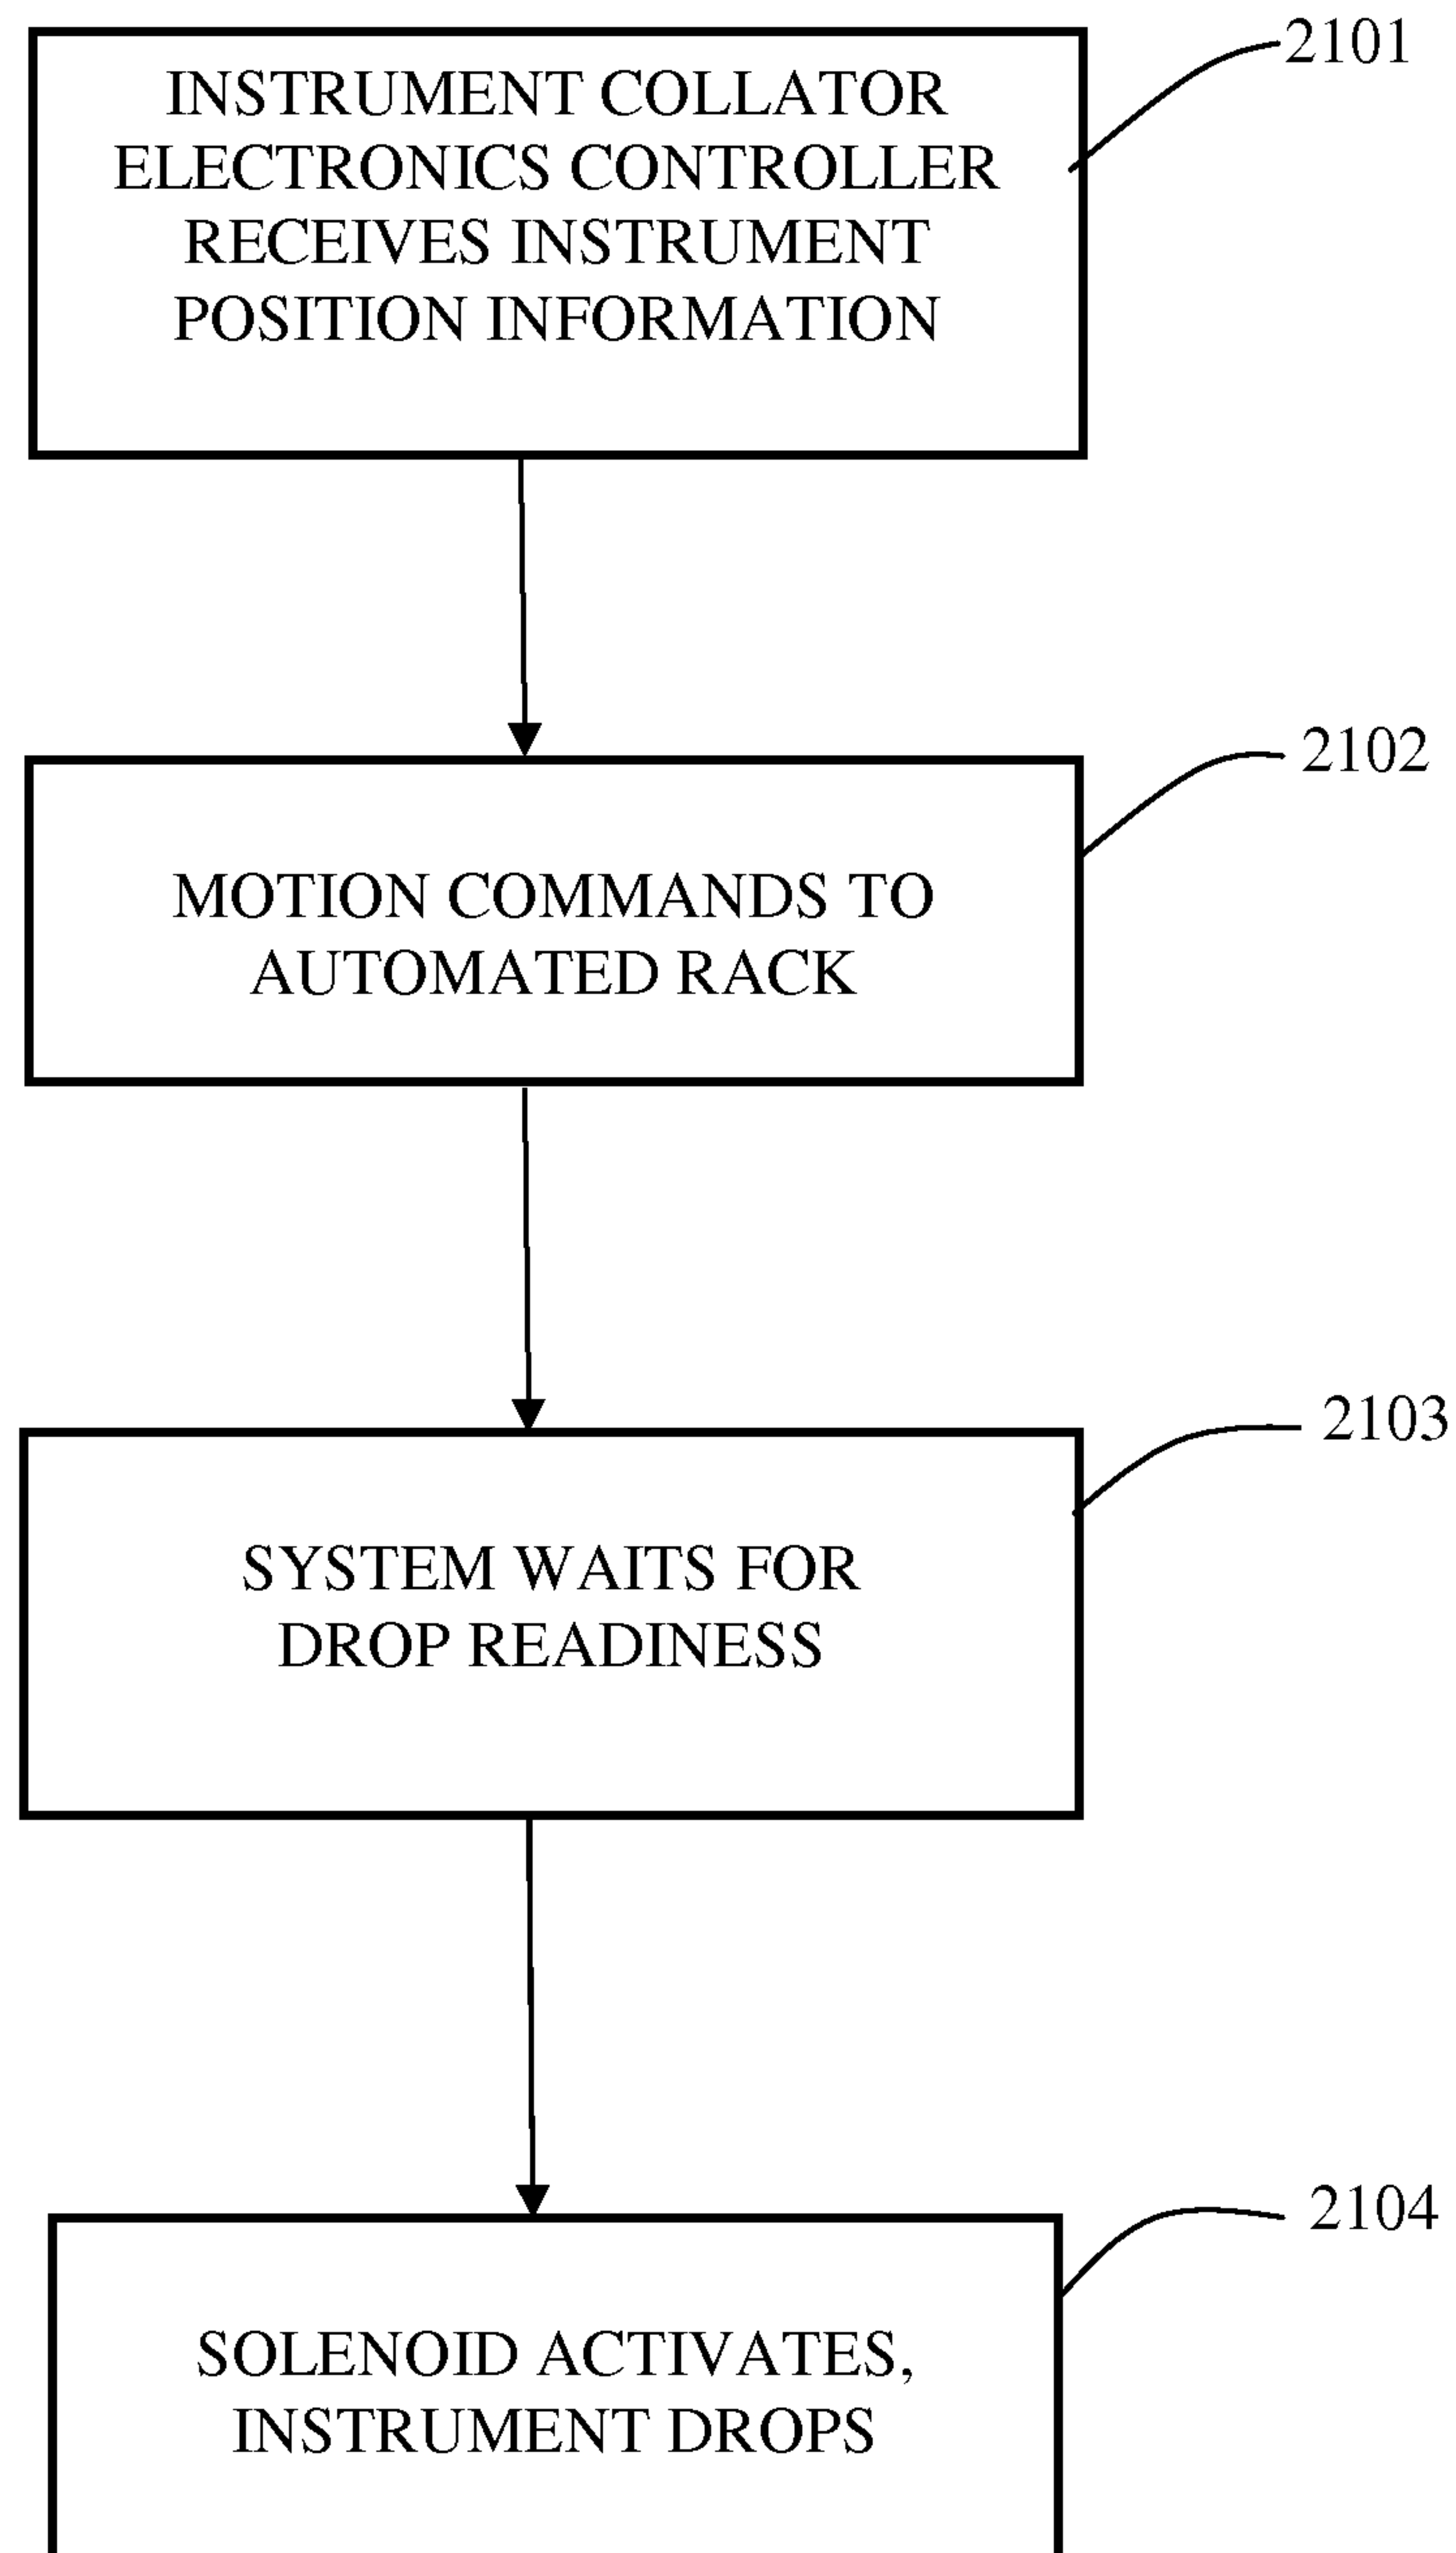 2101
INSTRUMENT COLLATOR
ELECTRONICS CONTROLLER
RECEIVES INSTRUMENT
POSITION INFORMATION
2102
MOTION COMMANDS TO
AUTOMATED RACK
2103
SYSTEM WAITS FOR
DROP READINESS
2104
SOLENOID ACTIVATES,
INSTRUMENT DROPS